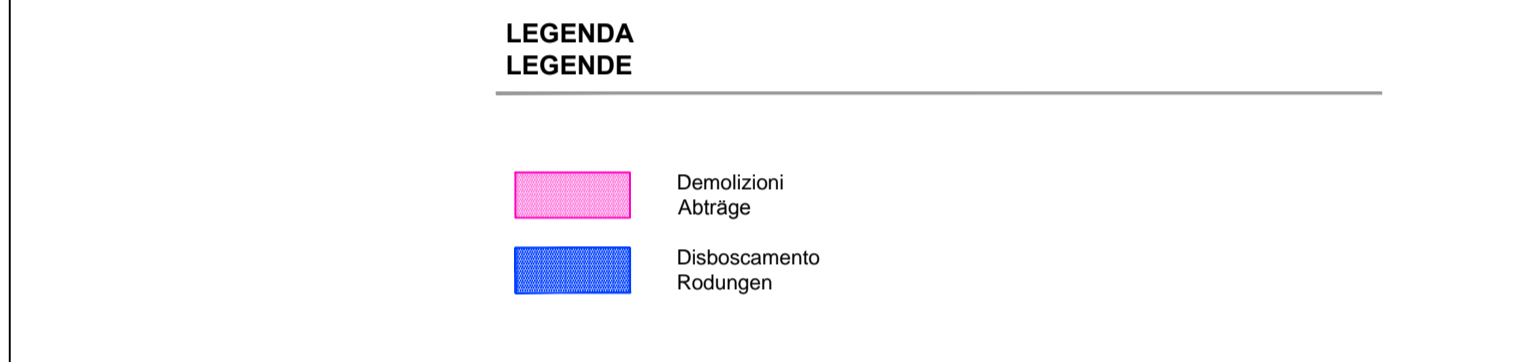 LEGENDA
LEGENDE
Demolizioni
Abträge
Disboscamento
Rodungen